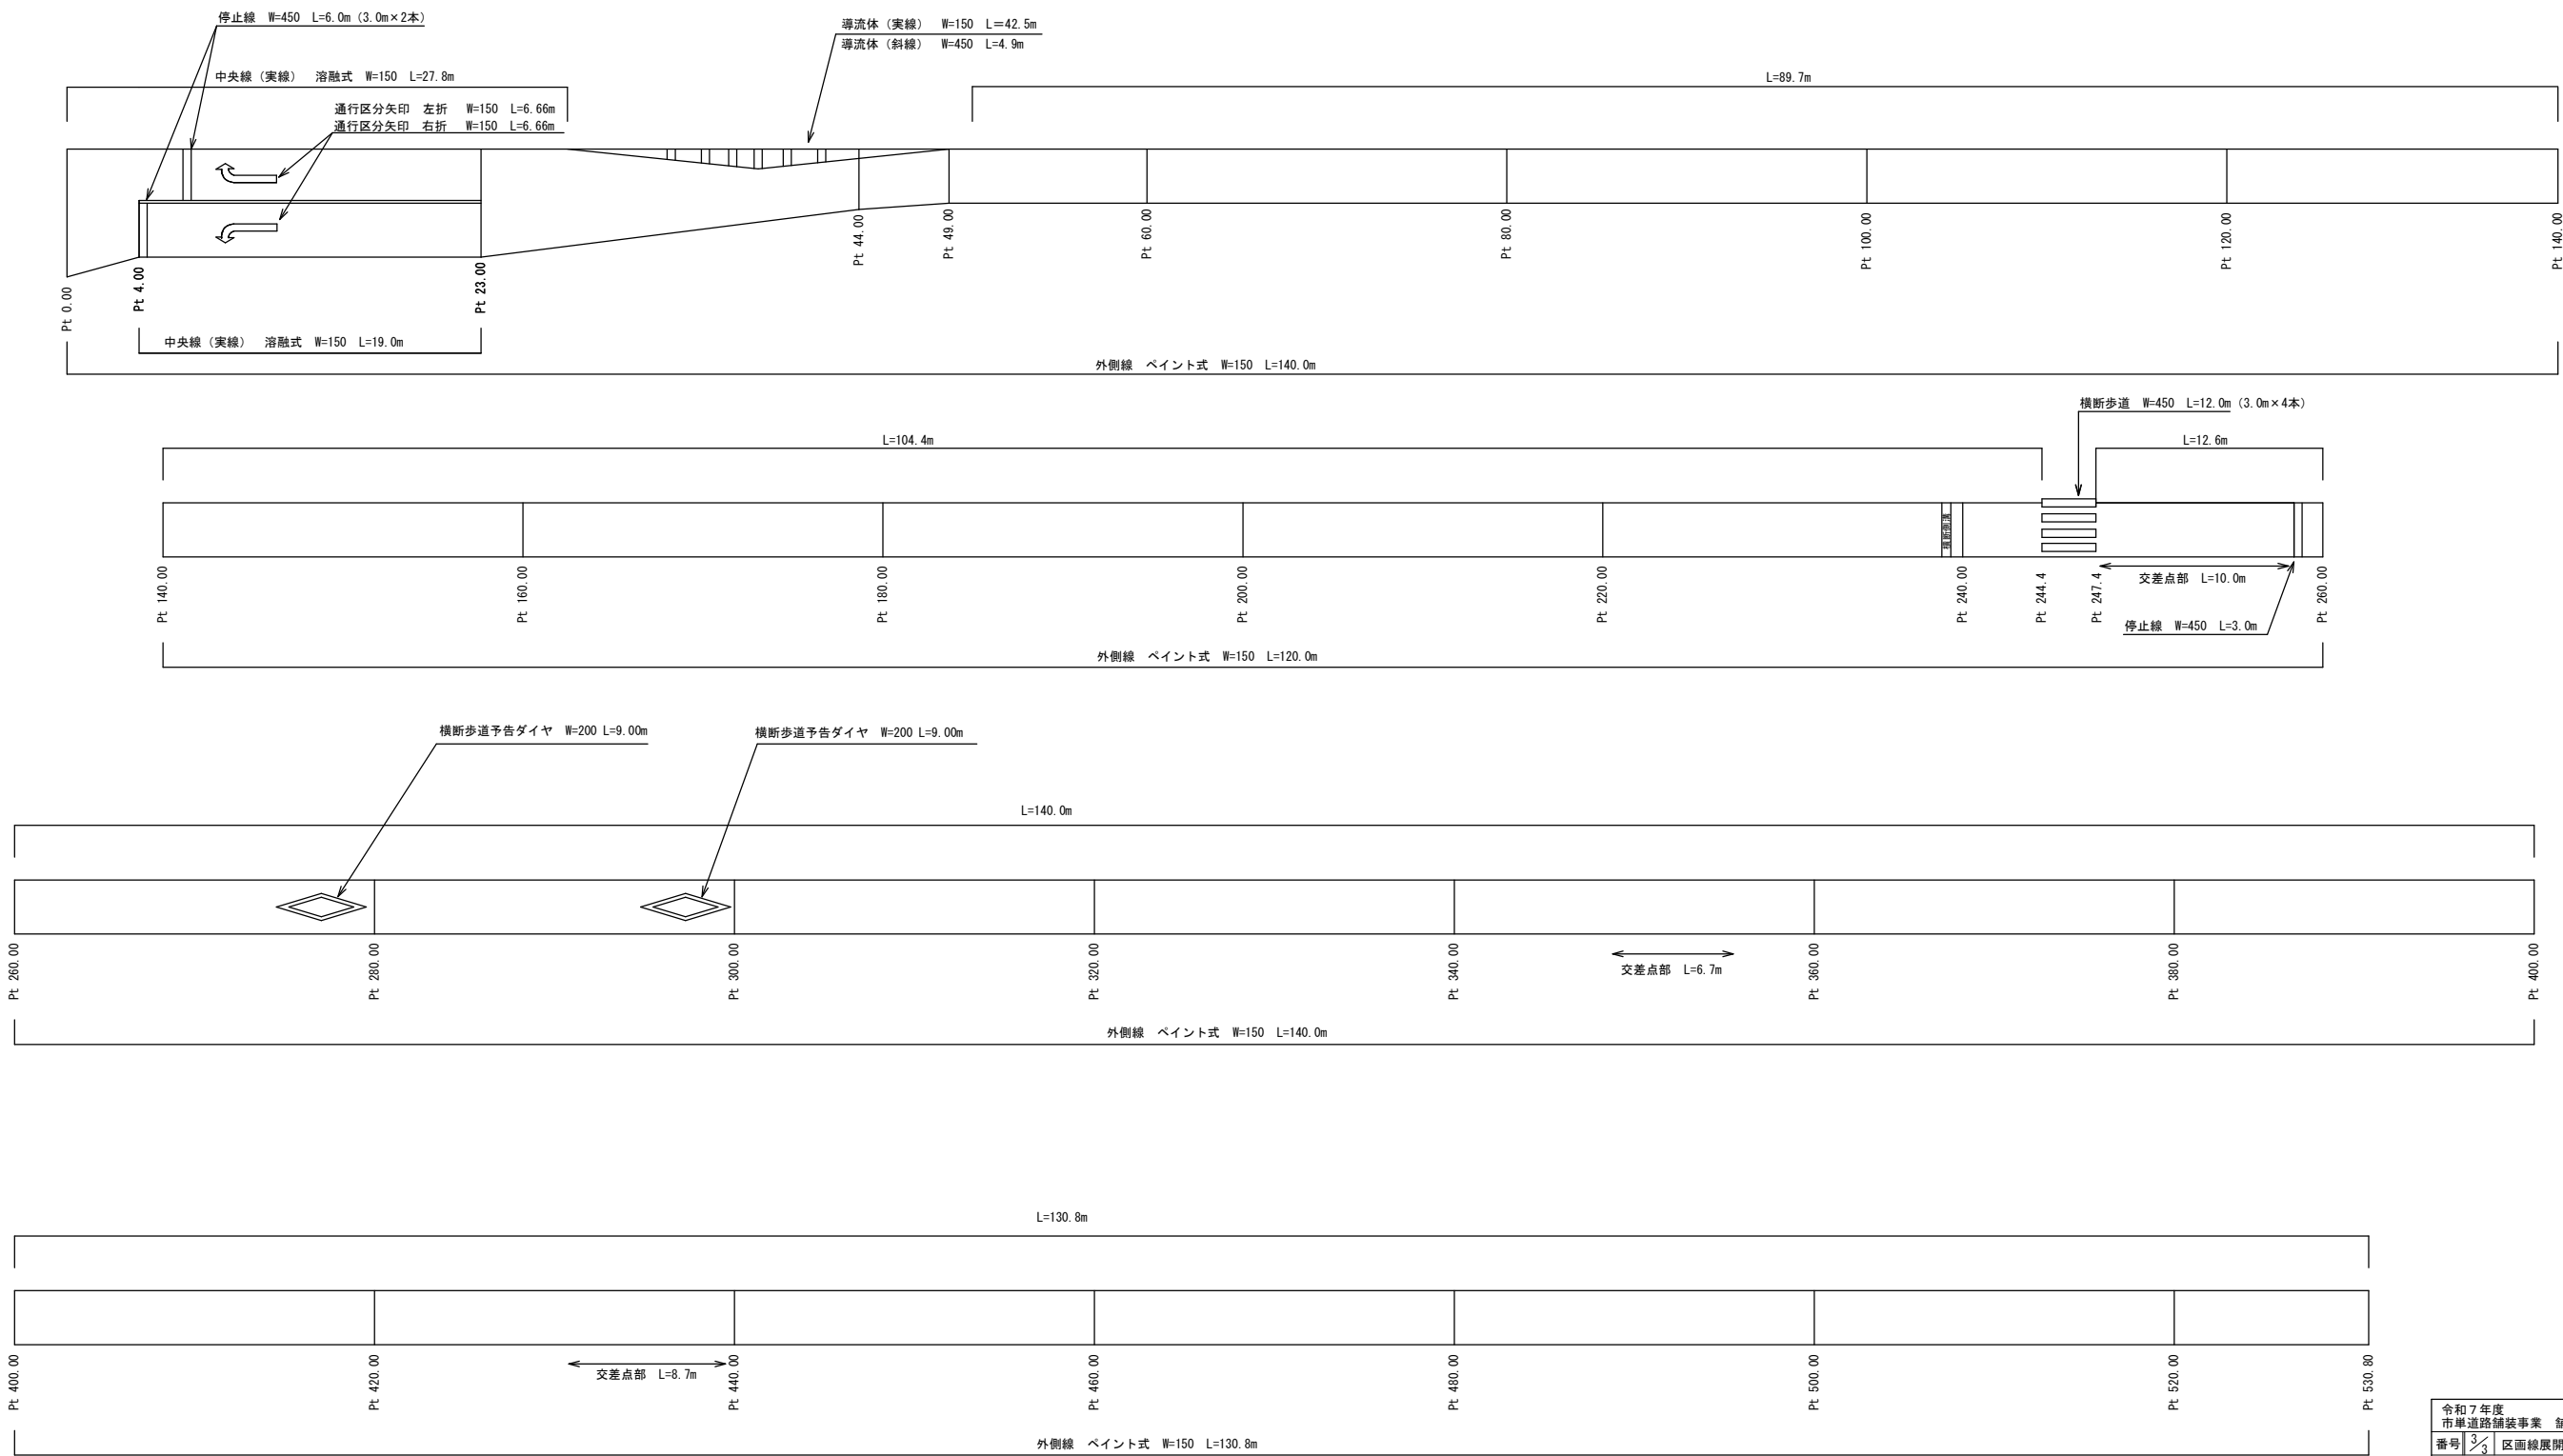 停止線 W=450 L=6.0m（3.0m×2本）
導流体（実線） W=150 L=42.5m
導流体（斜線） W=450 L=4.9m
中央線（実線） 溶融式 W=150 L=27.8m
L=89.7m
通行区分矢印 左折 W=150 L=6.66m
通行区分矢印 右折 W=150 L=6.66m
Pt 0.00
Pt 4.00
Pt 23.00
Pt 44.00
Pt 49.00
Pt 60.00
Pt 80.00
Pt 100.00
Pt 120.00
Pt 140.00
中央線（実線） 溶融式 W=150 L=19.0m
外側線 ペイント式 W=150 L=140.0m
横断歩道 W=450 L=12.0m（3.0m×4本）
L=104.4m
L=12.6m
横断側溝
Pt 140.00
Pt 160.00
Pt 180.00
Pt 200.00
Pt 220.00
Pt 240.00
Pt 244.4
Pt 247.4
交差点部 L=10.0m
Pt 260.00
停止線 W=450 L=3.0m
外側線 ペイント式 W=150 L=120.0m
横断歩道予告ダイヤ W=200 L=9.00m
横断歩道予告ダイヤ W=200 L=9.00m
L=140.0m
Pt 260.00
Pt 280.00
Pt 300.00
Pt 320.00
Pt 340.00
交差点部 L=6.7m
Pt 360.00
Pt 380.00
Pt 400.00
外側線 ペイント式 W=150 L=140.0m
L=130.8m
Pt 400.00
Pt 420.00
交差点部 L=8.7m
Pt 440.00
Pt 460.00
Pt 480.00
Pt 500.00
Pt 520.00
Pt 530.80
外側線 ペイント式 W=150 L=130.8m
令和７年度
市単道路舗装事業
番号 3/3 区画線展開